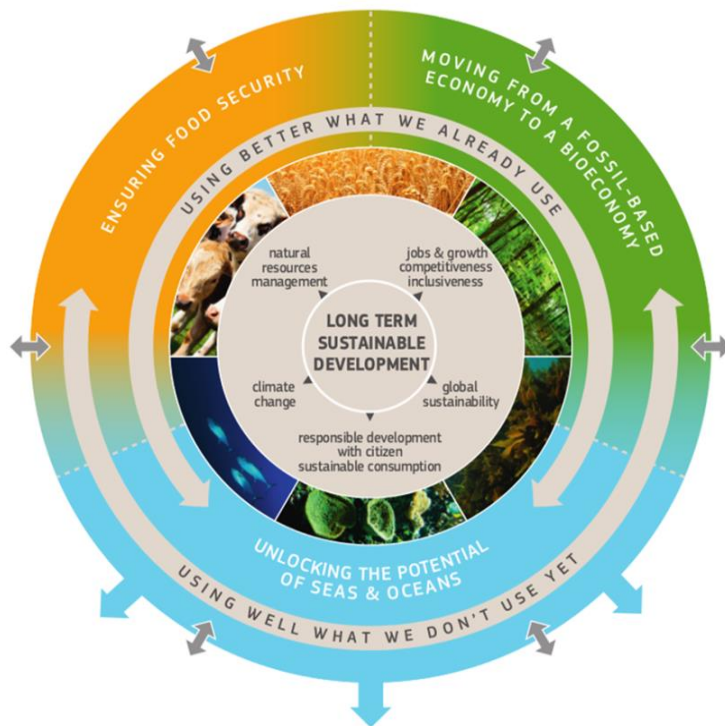 ENSURING FOOD SECURITY
MOVING FROM A FOSSIL-BASED
ECONOMY TO A BIOECONOMY
USING BETTER WHAT WE ALREADY USE
natural
resources
management
jobs & growth
competitiveness
inclusiveness
LONG TERM
SUSTAINABLE
DEVELOPMENT
climate
change
global
sustainability
responsible development
with citizen
sustainable consumption
UNLOCKING THE POTENTIAL
OF SEAS & OCEANS
USING WELL WHAT WE DON'T USE YET